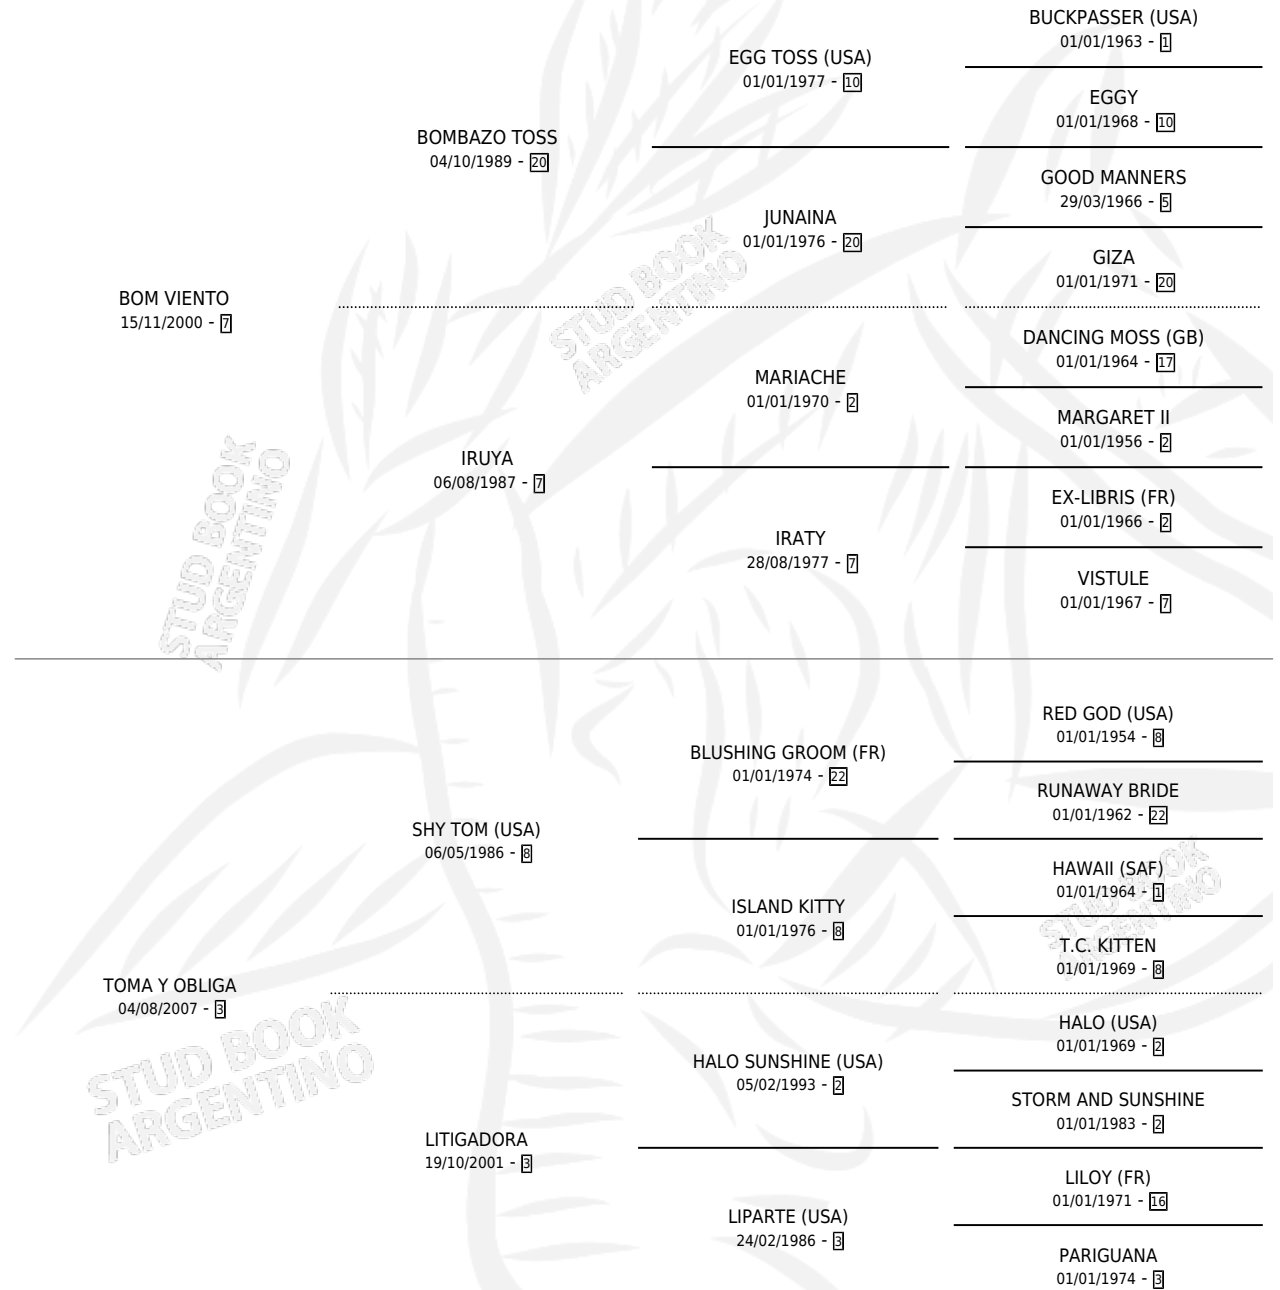 BUCKPASSER (USA)
01/01/1963 - 1
EGG TOSS (USA)
01/01/1977 - 10
EGGY
01/01/1968 - 10
BOMBAZO TOSS
04/10/1989 - 20
GOOD MANNERS
29/03/1966 - 5
JUNAINA
01/01/1976 - 20
GIZA
01/01/1971 - 20
BOM VIENTO
15/11/2000 - 7
DANCING MOSS (GB)
01/01/1964 - 17
MARIACHE
01/01/1970 - 2
MARGARET II
01/01/1956 - 2
IRUYA
06/08/1987 - 7
EX-LIBRIS (FR)
01/01/1966 - 2
IRATY
28/08/1977 - 7
VISTULE
01/01/1967 - 7
RED GOD (USA)
01/01/1954 - 8
BLUSHING GROOM (FR)
01/01/1974 - 22
RUNAWAY BRIDE
01/01/1962 - 22
SHY TOM (USA)
06/05/1986 - 8
HAWAII (SAF)
01/01/1964 - 1
ISLAND KITTY
01/01/1976 - 8
T.C. KITTEN
01/01/1969 - 8
TOMA Y OBLIGA
04/08/2007 - 3
HALO (USA)
01/01/1969 - 2
HALO SUNSHINE (USA)
05/02/1993 - 2
STORM AND SUNSHINE
01/01/1983 - 2
LITIGADORA
19/10/2001 - 3
LILOY (FR)
01/01/1971 - 16
LIPARTE (USA)
24/02/1986 - 3
PARIGUANA
01/01/1974 - 3
STUD BOOK
ARGENTINO
STUD BOOK
ARGENTINO
STUD BOOK
ARGENTINO
STUD BOOK
ARGENTINO